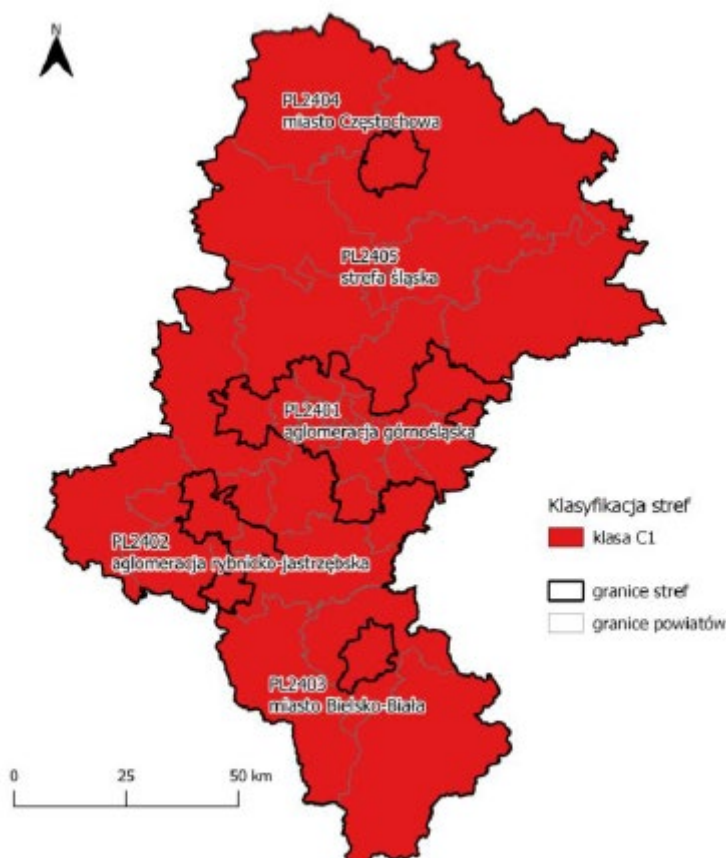 N
PL2404
miasto Częstochowa
PL2405
strefa śląska
PL2401
aglomeracja górnośląska
Klasyfikacja stref
klasa C1
PL2402
aglomeracja rybnicko-jastrzębska
granice stref
granice powiatów
PL2403
miasto Bielsko-Biała
0 25 50 km